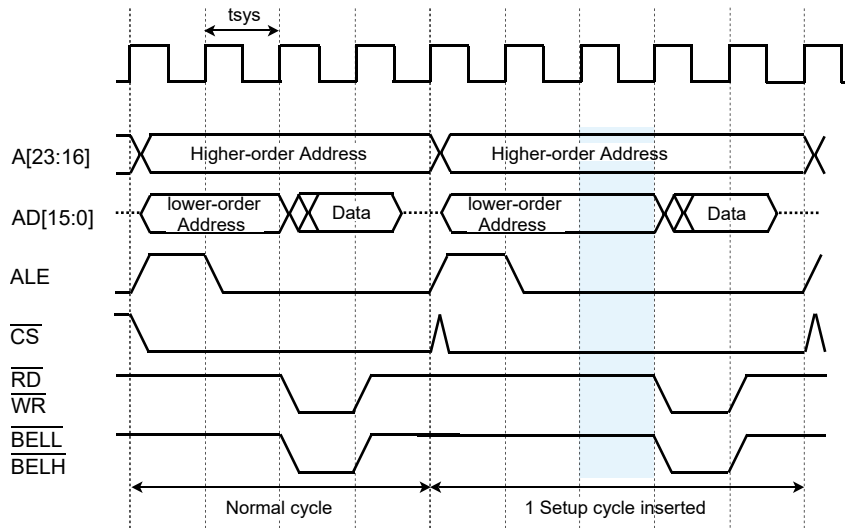 tsys
A[23:16]
Higher-order Address
Higher-order Address
AD[15:0]
lower-order
Address
Data
lower-order
Address
Data
ALE
CS
RD
WR
BELL
BELH
Normal cycle
1 Setup cycle inserted